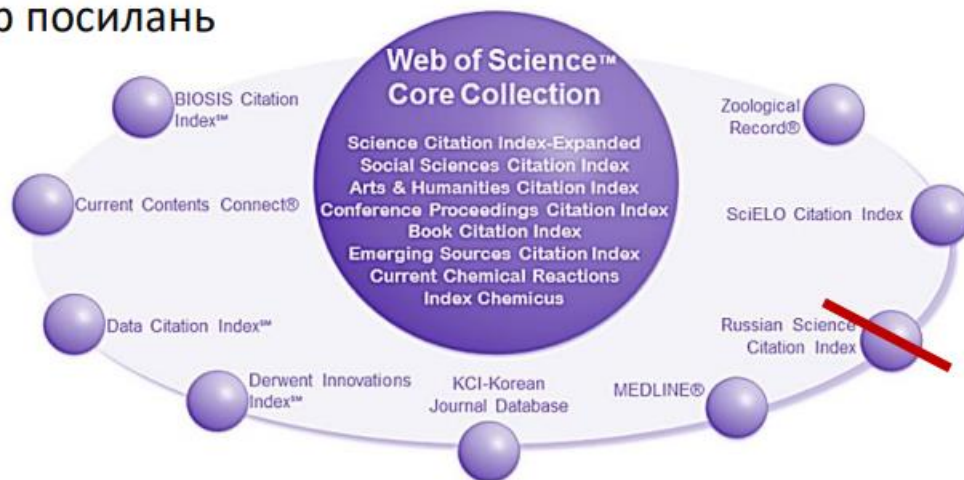 посилань
Web of Science™
Core Collection
Science Citation Index-Expanded
Social Sciences Citation Index
Arts & Humanities Citation Index
Conference Proceedings Citation Index
Book Citation Index
Emerging Sources Citation Index
Current Chemical Reactions
Index Chemicus
BIOSIS Citation
Index℠
Current Contents Connect®
Data Citation Index℠
Derwent Innovations
Index℠
KCI-Korean
Journal Database
MEDLINE®
Russian Science
Citation Index
SciELO Citation Index
Zoological
Record®